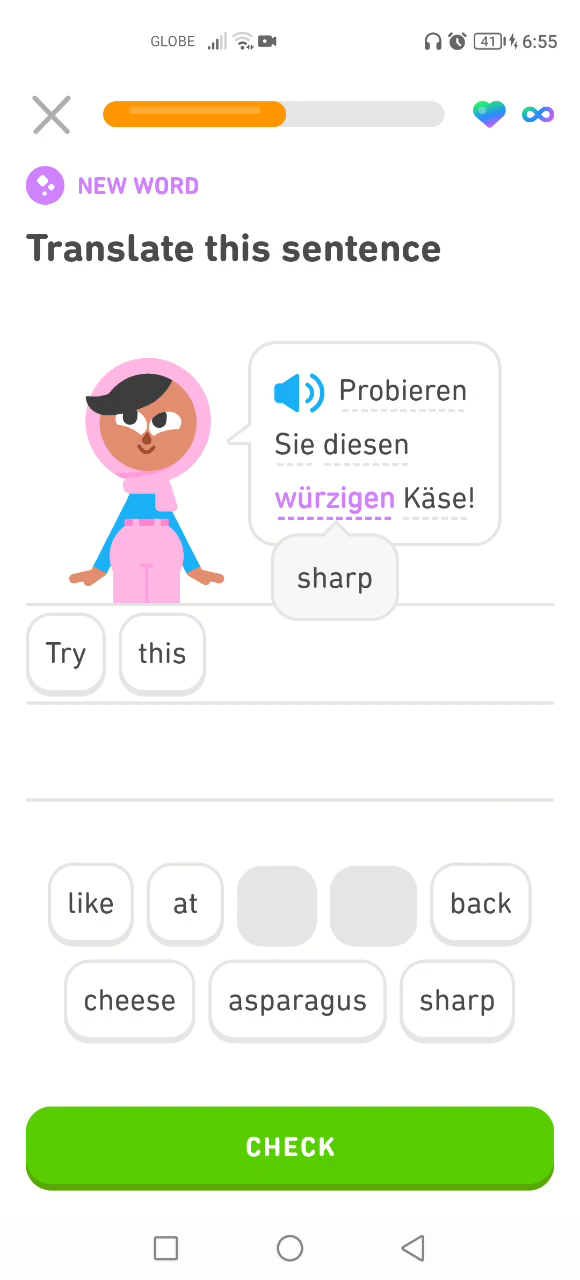 GLOBE 41 6:55
NEW WORD
Translate this sentence
Probieren
Sie diesen
würzigen Käse!
sharp
Try this
like at back
cheese asparagus sharp
CHECK